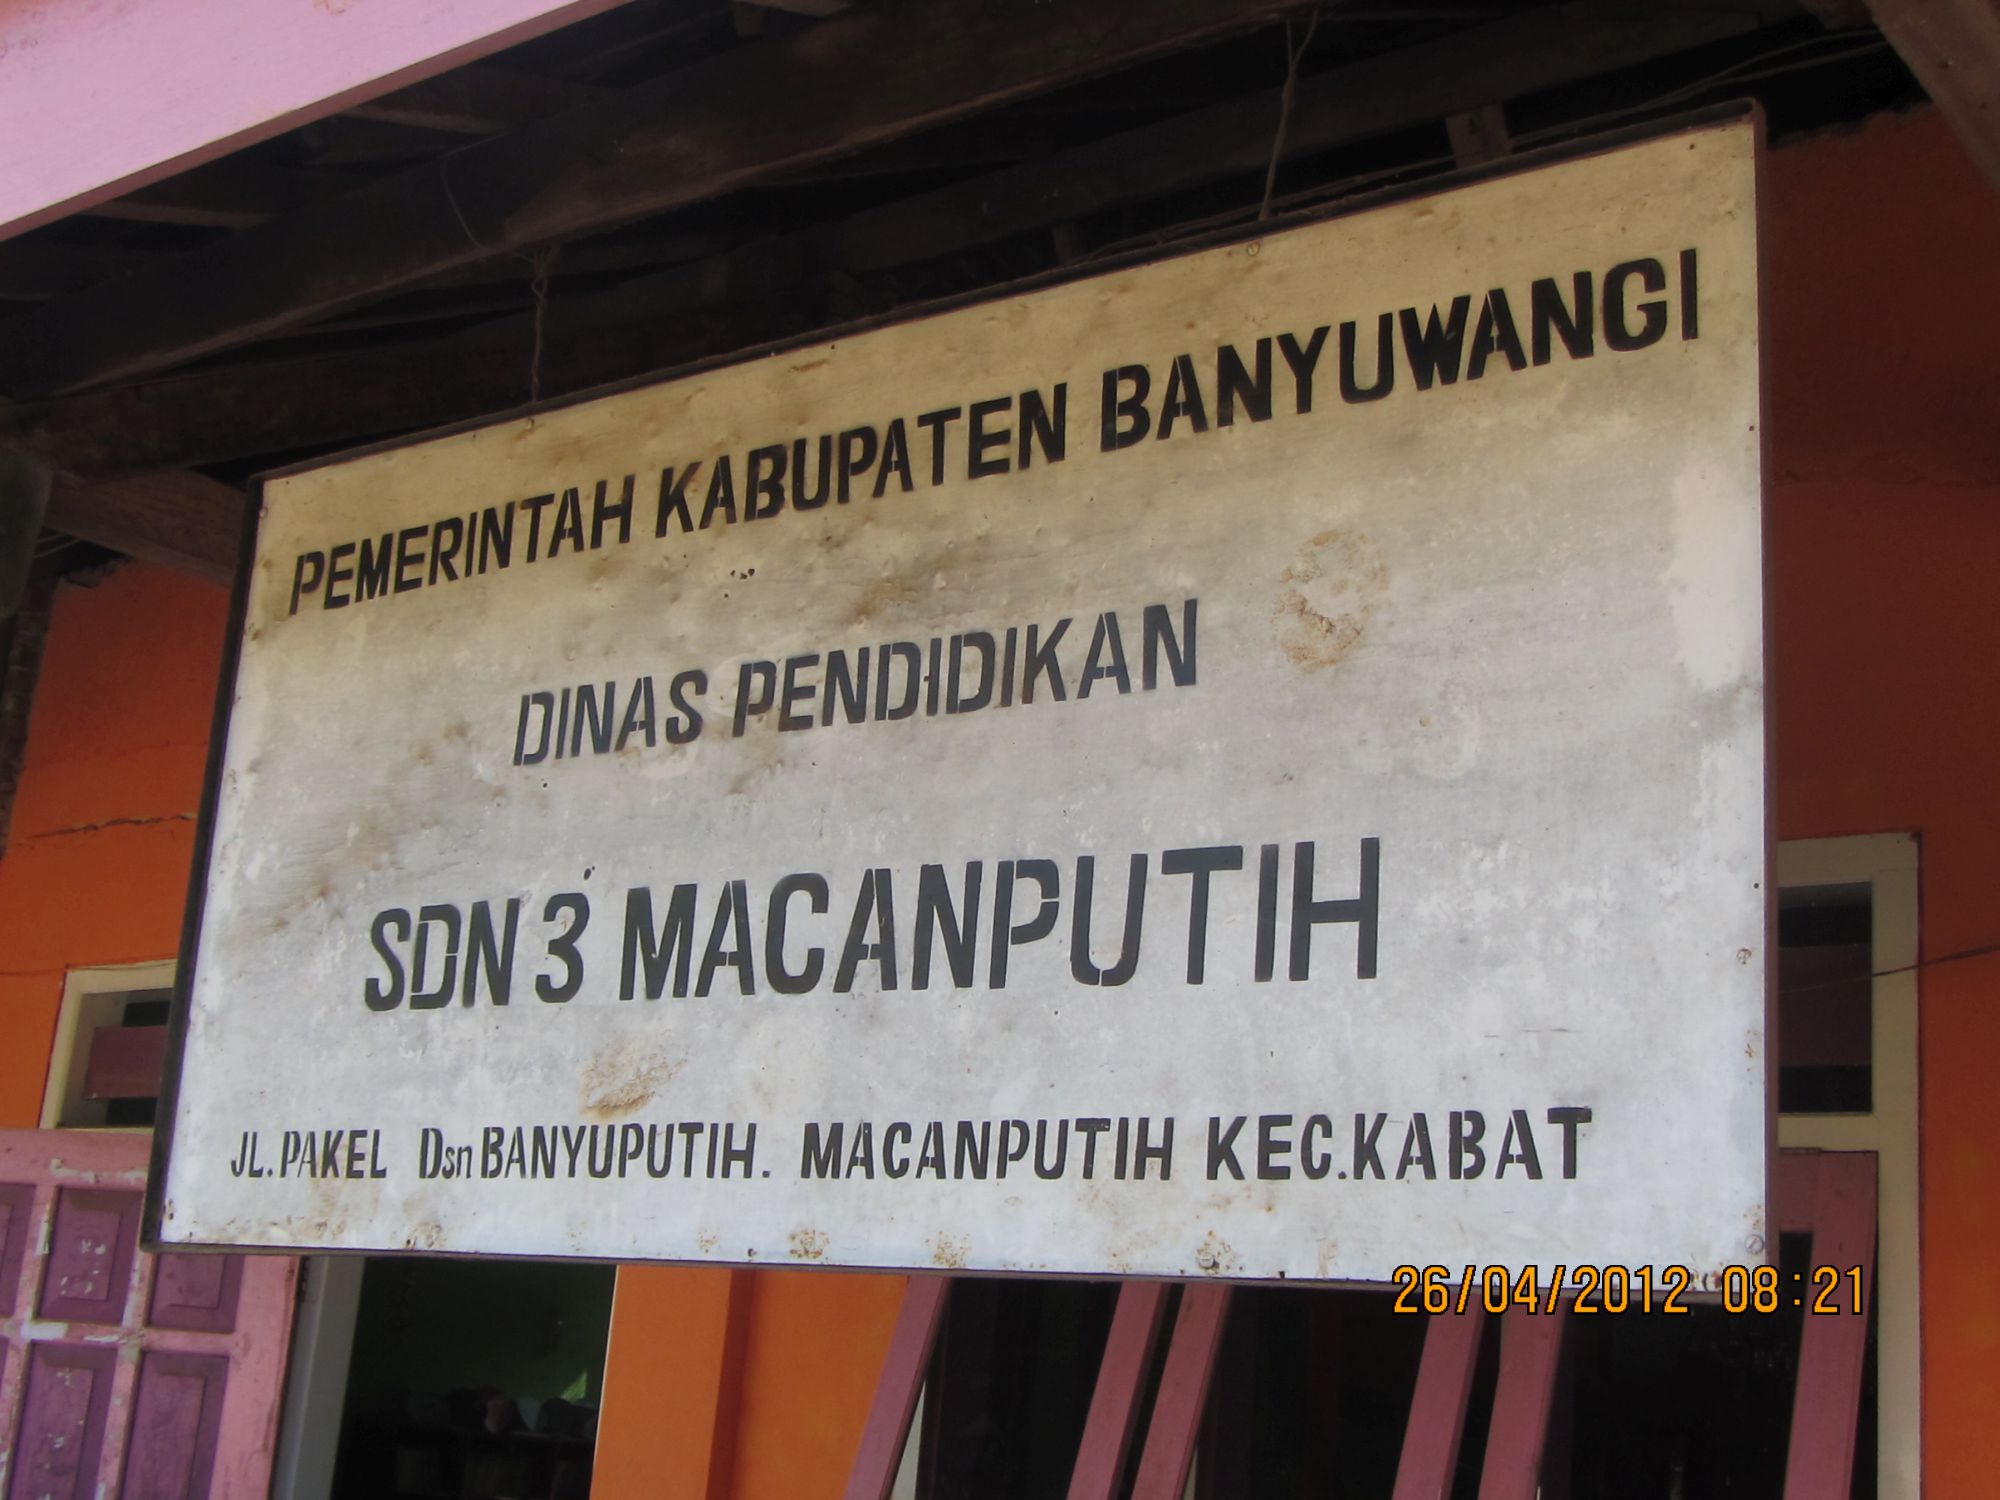 PEMERINTAH KABUPATEN BANYUWANGI
DINAS PENDIDIKAN
SDN 3 MACANPUTIH
JL. PAKEL Dsn BANYUPUTIH. MACANPUTIH KEC.KABAT
26/04/2012 08:21